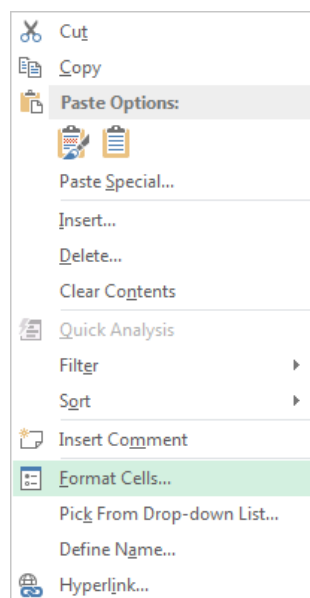 Cut
Copy
Paste Options:
Paste Special...
Insert...
Delete...
Clear Contents
Quick Analysis
Filter
Sort
Insert Comment
Format Cells...
Pick From Drop-down List...
Define Name...
Hyperlink...